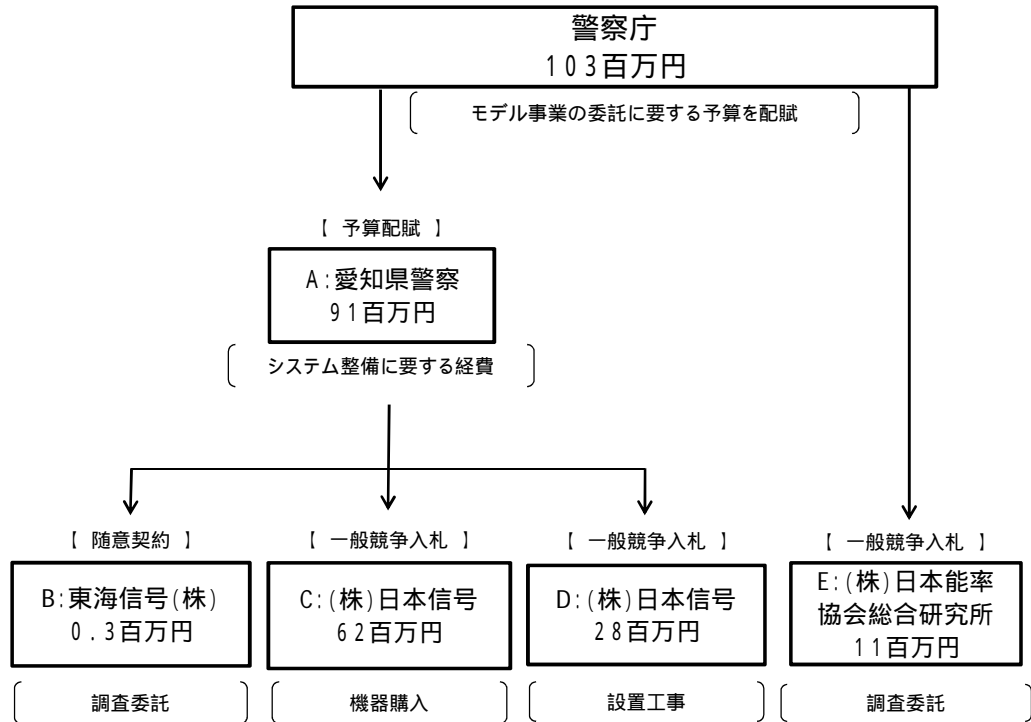 警察庁
103百万円
モデル事業の委託に要する予算を配賦
【 予算配賦 】
A:愛知県警察
91百万円
システム整備に要する経費
【 随意契約 】
B:東海信号(株)
0.3百万円
調査委託
【 一般競争入札 】
C:(株)日本信号
62百万円
機器購入
【 一般競争入札 】
D:(株)日本信号
28百万円
設置工事
【 一般競争入札 】
E:(株)日本能率
協会総合研究所
11百万円
調査委託